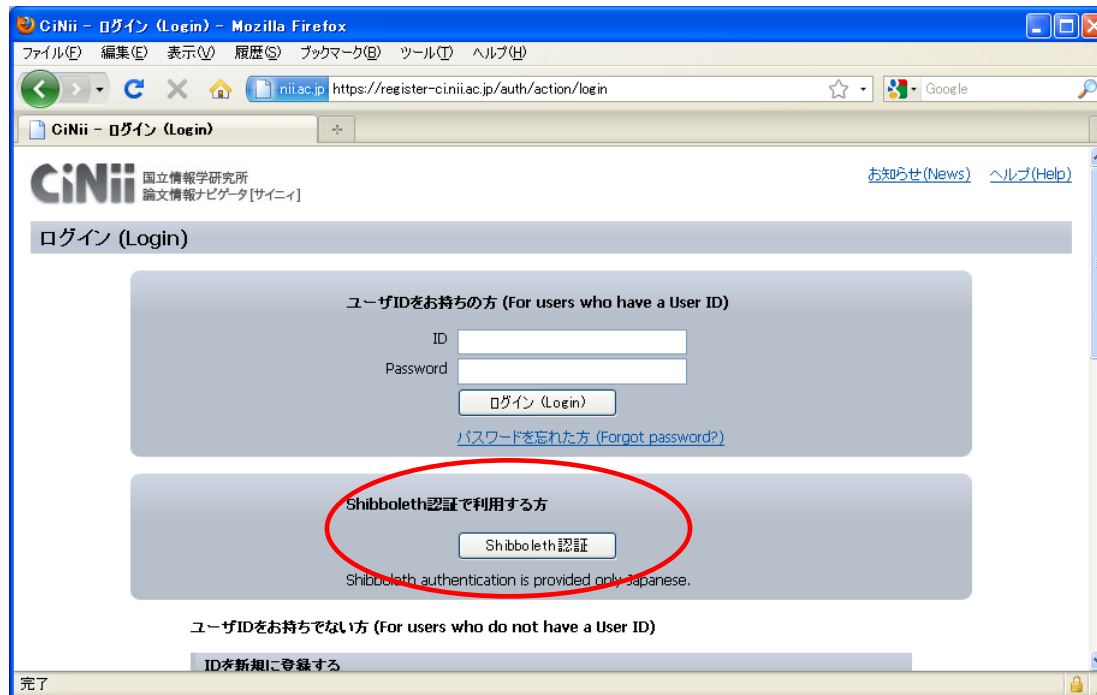 CiNii - ログイン (Login) - Mozilla Firefox
ファイル(F) 編集(E) 表示(V) 履歴(S) ブックマーク(B) ツール(T) ヘルプ(H)
nii.ac.jp https://register-ci.nii.ac.jp/auth/action/login Google
CiNii - ログイン (Login)
CiNii 国立情報学研究所
論文情報ナビゲータ[サイニィ]
お知らせ(News) ヘルプ(Help)
ログイン (Login)
ユーザIDをお持ちの方 (For users who have a User ID)
ID
Password
ログイン (Login)
パスワードを忘れた方 (Forgot password?)
Shibboleth認証で利用する方
Shibboleth認証
Shibboleth authentication is provided only Japanese.
ユーザIDをお持ちでない方 (For users who do not have a User ID)
IDを新規に登録する
完了